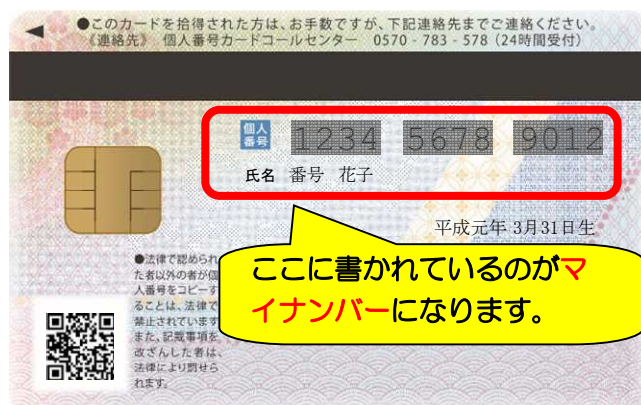 ●このカードを拾得された方は、お手数ですが、下記連絡先までご連絡ください。
《連絡先》 個人番号カードコールセンター 0570-783-578（24時間受付）
個人番号 1234 5678 9012
氏名 番号 花子
平成元年 3月31日生
●法律で認められ
た者以外の者が個
人番号をコピーす
ることは、法律で
禁止されています
また、記載事項を
改ざんした者は、
法律により罰せら
れます。
ここに書かれているのがマ
イナンバーになります。